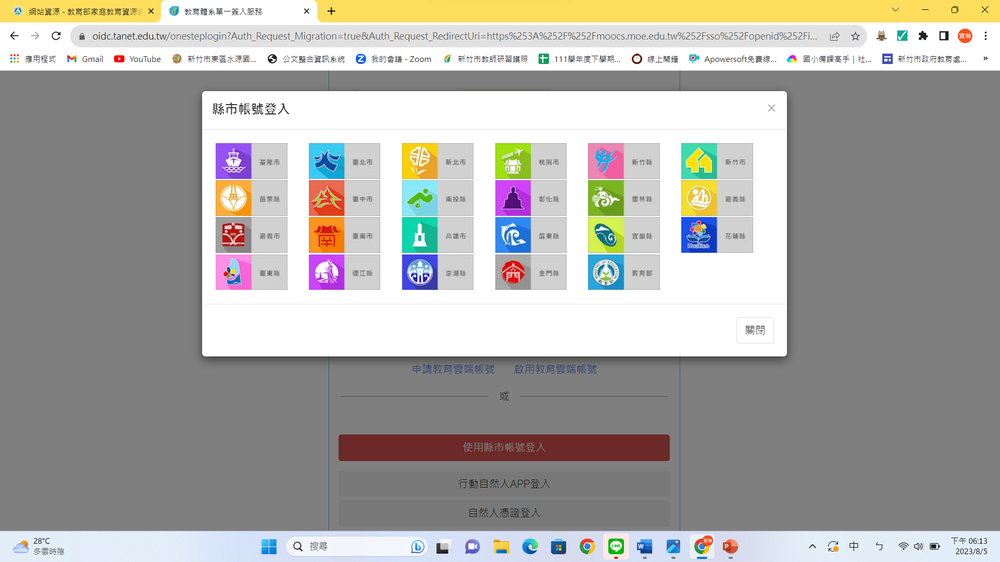 網站資源 - 教育部家庭教育資源
教育體系單一簽入服務
oidc.tanet.edu.tw/onesteplogin?Auth_Request_Migration=true&Auth_Request_RedirectUri=https%253A%252F%252Fmoocs.moe.edu.tw%252Fsso%252Fopenid%252Fi...
寶琳
應用程式 Gmail YouTube 新竹市東區水源國... 公文整合資訊系統 我的會議 - Zoom 新竹市教師研習護照 111學年度下學期... 線上鬧鐘 Apowersoft免費線... 國小備課高手 | 社... 新竹市政府教育處... »
縣市帳號登入
基隆市 臺北市 新北市 桃園市 新竹縣 新竹市
苗栗縣 臺中市 南投縣 彰化縣 雲林縣 嘉義縣
嘉義市 臺南市 高雄市 屏東縣 宜蘭縣 Hualien 花蓮縣
臺東縣 連江縣 澎湖縣 金門縣 MINISTRY OF EDUCATION 教育部 教育部
關閉
申請教育雲端帳號 啟用教育雲端帳號
或
使用縣市帳號登入
行動自然人APP登入
自然人憑證登入
28°C
多雲時陰
搜尋
LINE
寶琳
中 ㄅ
下午 06:13
2023/8/5